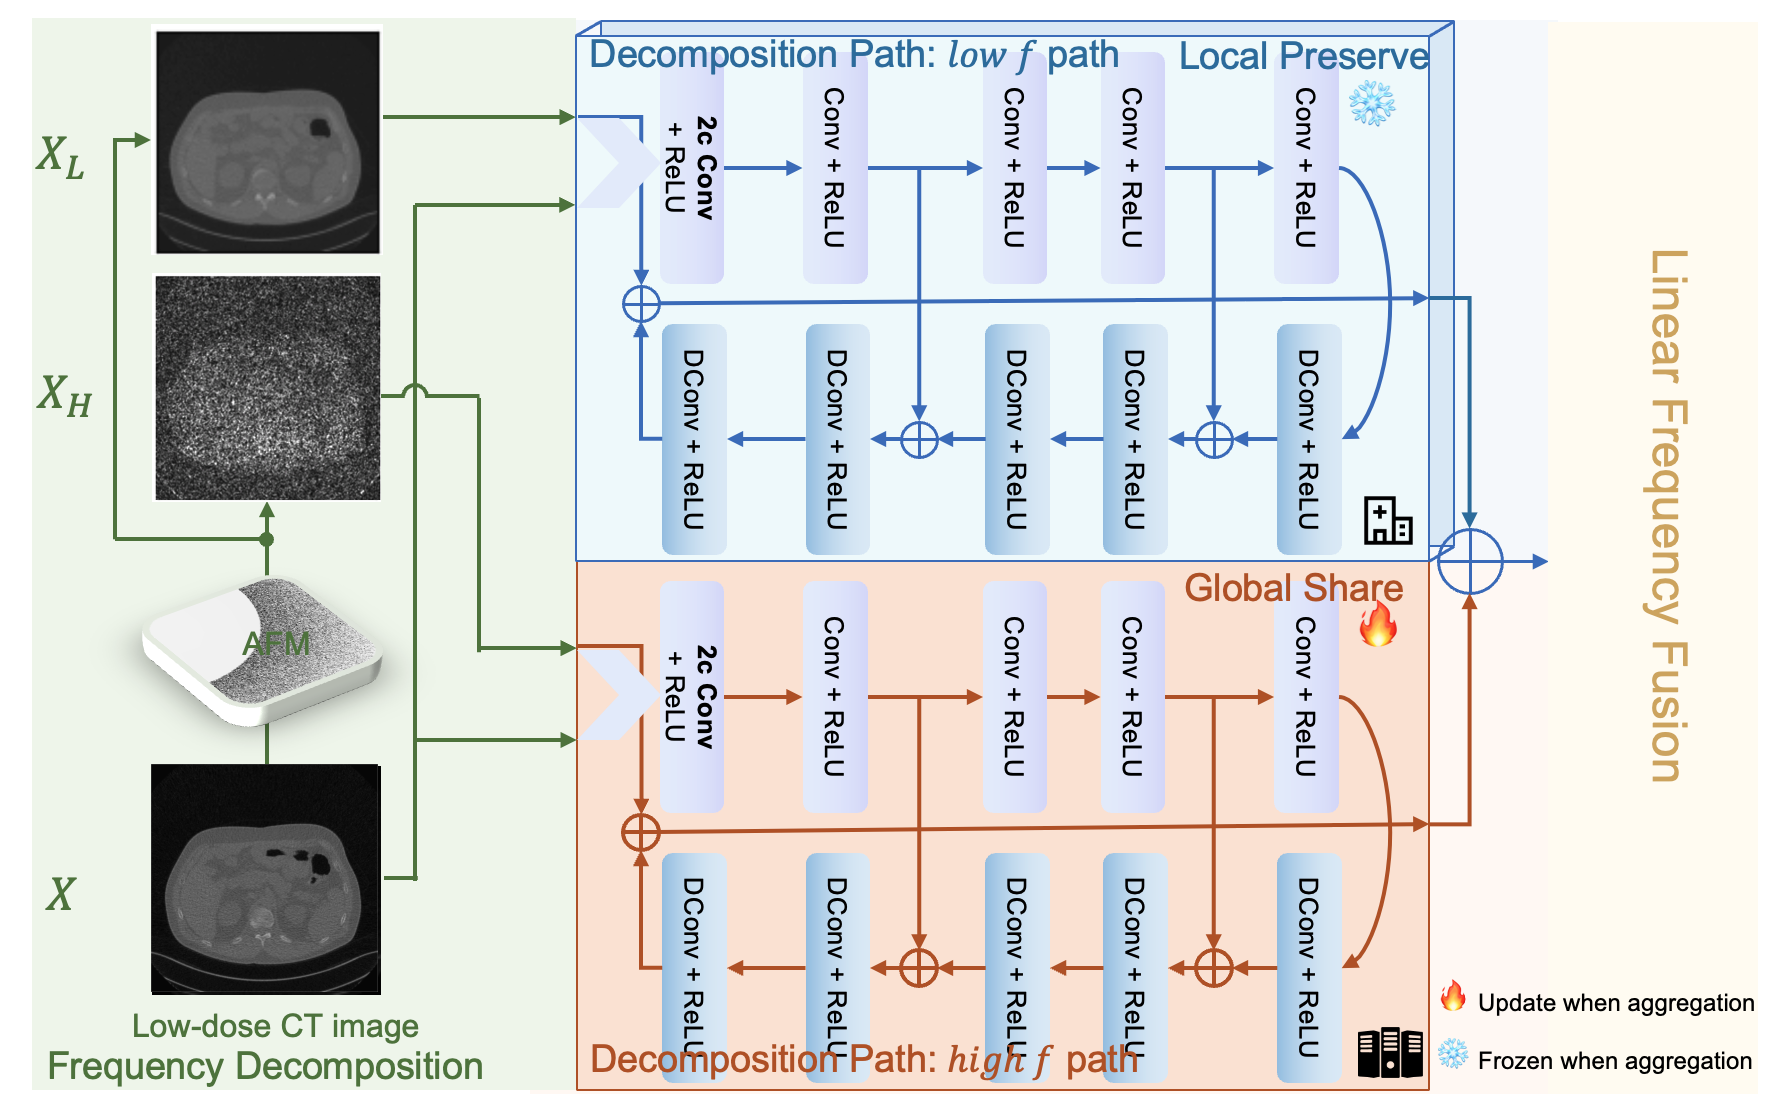 X_L
X_H
AFM
X
Low-dose CT image
Frequency Decomposition
Decomposition Path: low f path
Local Preserve
2c Conv
+ ReLU
Conv + ReLU
Conv + ReLU
Conv + ReLU
Conv + ReLU
DConv + ReLU
DConv + ReLU
DConv + ReLU
DConv + ReLU
DConv + ReLU
Global Share
2c Conv
+ ReLU
Conv + ReLU
Conv + ReLU
Conv + ReLU
Conv + ReLU
DConv + ReLU
DConv + ReLU
DConv + ReLU
DConv + ReLU
DConv + ReLU
Decomposition Path: high f path
Linear Frequency Fusion
Update when aggregation
Frozen when aggregation